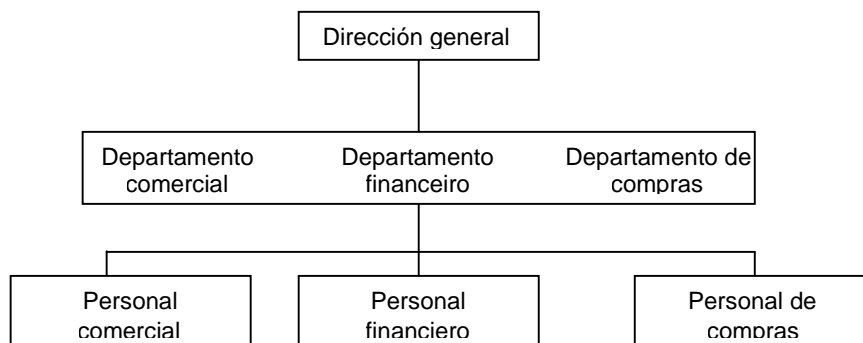 Dirección general
Departamento
comercial
Departamento
financeiro
Departamento de
compras
Personal
comercial
Personal
financiero
Personal de
compras